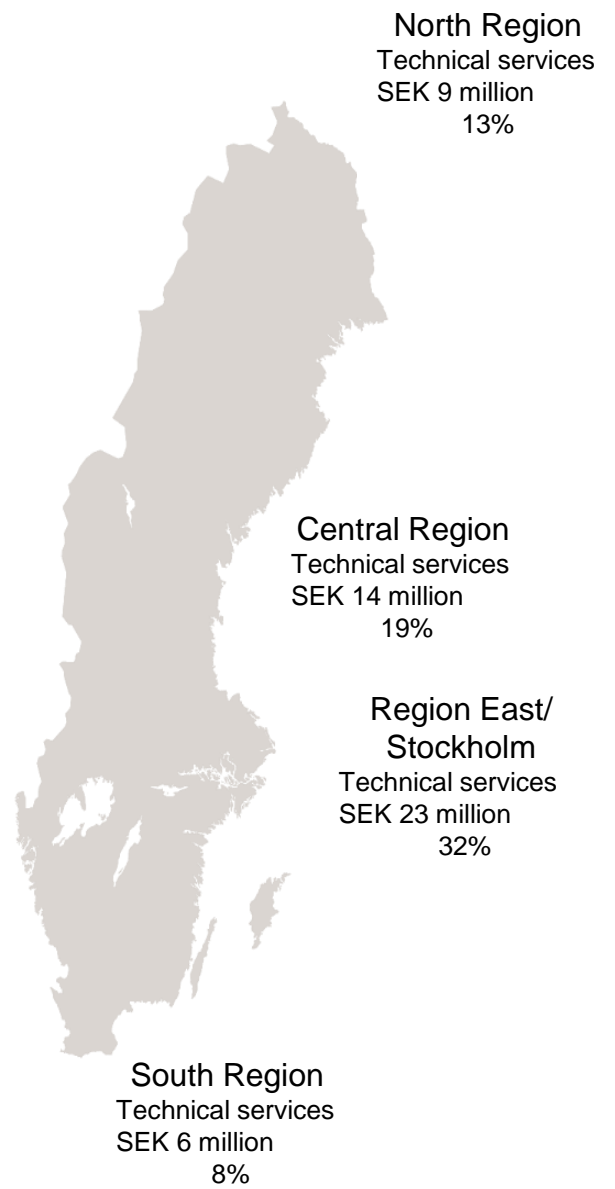 North Region
Technical services
SEK 9 million
13%
Central Region
Technical services
SEK 14 million
19%
Region East/
Stockholm
Technical services
SEK 23 million
32%
South Region
Technical services
SEK 6 million
8%